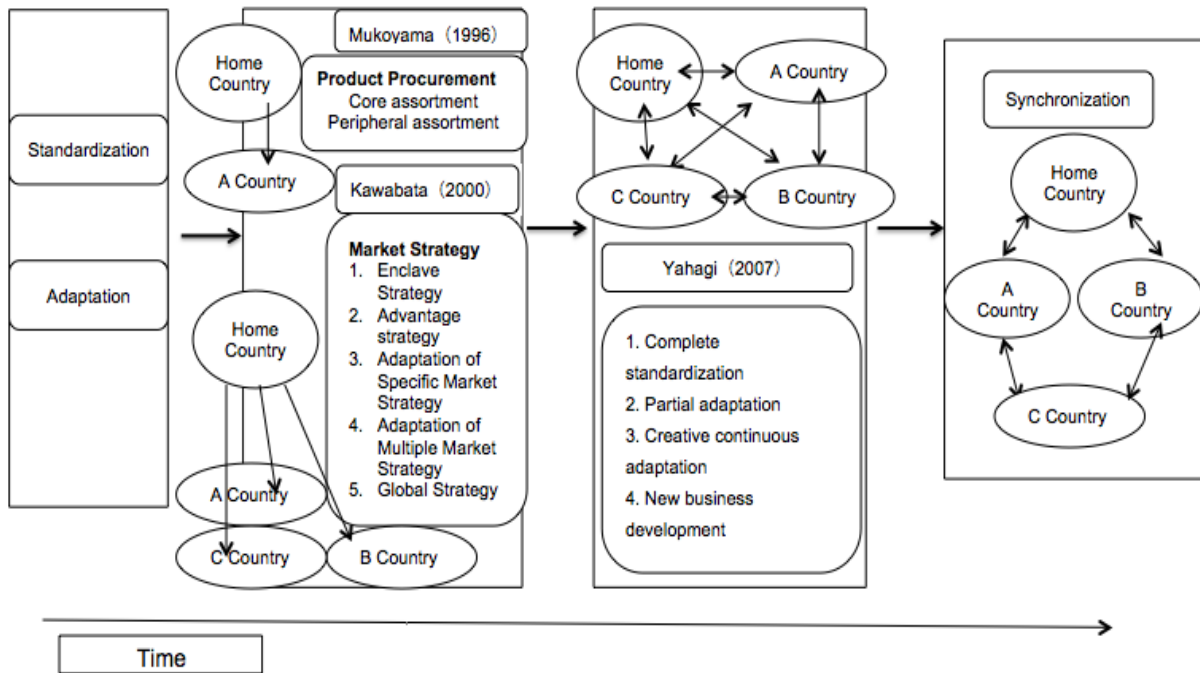 Standardization
Adaptation
Home
Country
A Country
Mukoyama（1996）
Product Procurement
Core assortment
Peripheral assortment
Kawabata（2000）
Market Strategy
1. Enclave
Strategy
2. Advantage
strategy
3. Adaptation of
Specific Market
Strategy
4. Adaptation of
Multiple Market
Strategy
5. Global Strategy
Home
Country
A Country
C Country
B Country
Home
Country
A Country
C Country
B Country
Yahagi（2007）
1. Complete
standardization
2. Partial adaptation
3. Creative continuous
adaptation
4. New business
development
Synchronization
Home
Country
A
Country
B
Country
C Country
Time